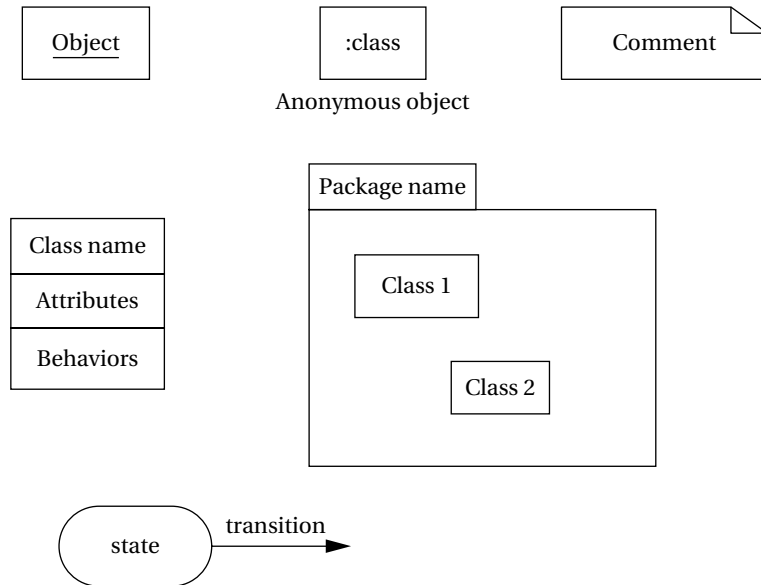 Object
:class
Comment
Anonymous object
Package name
Class name
Attributes
Behaviors
Class 1
Class 2
state
transition